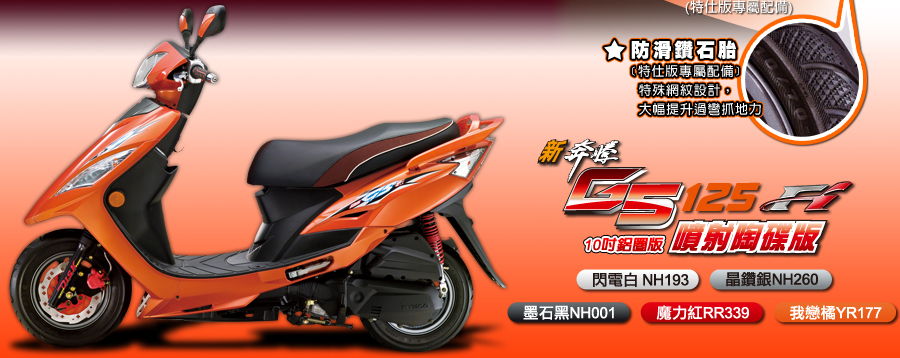 (特仕版專屬配備)
★ 防滑鑽石胎
(特仕版專屬配備)
特殊網紋設計，
大幅提升過彎抓地力
新 奔騰
G5 125 Fi
10吋鋁圈版 噴射陶碟版
閃電白 NH193
晶鑽銀NH260
墨石黑NH001
魔力紅RR339
我戀橘YR177
KYMCO